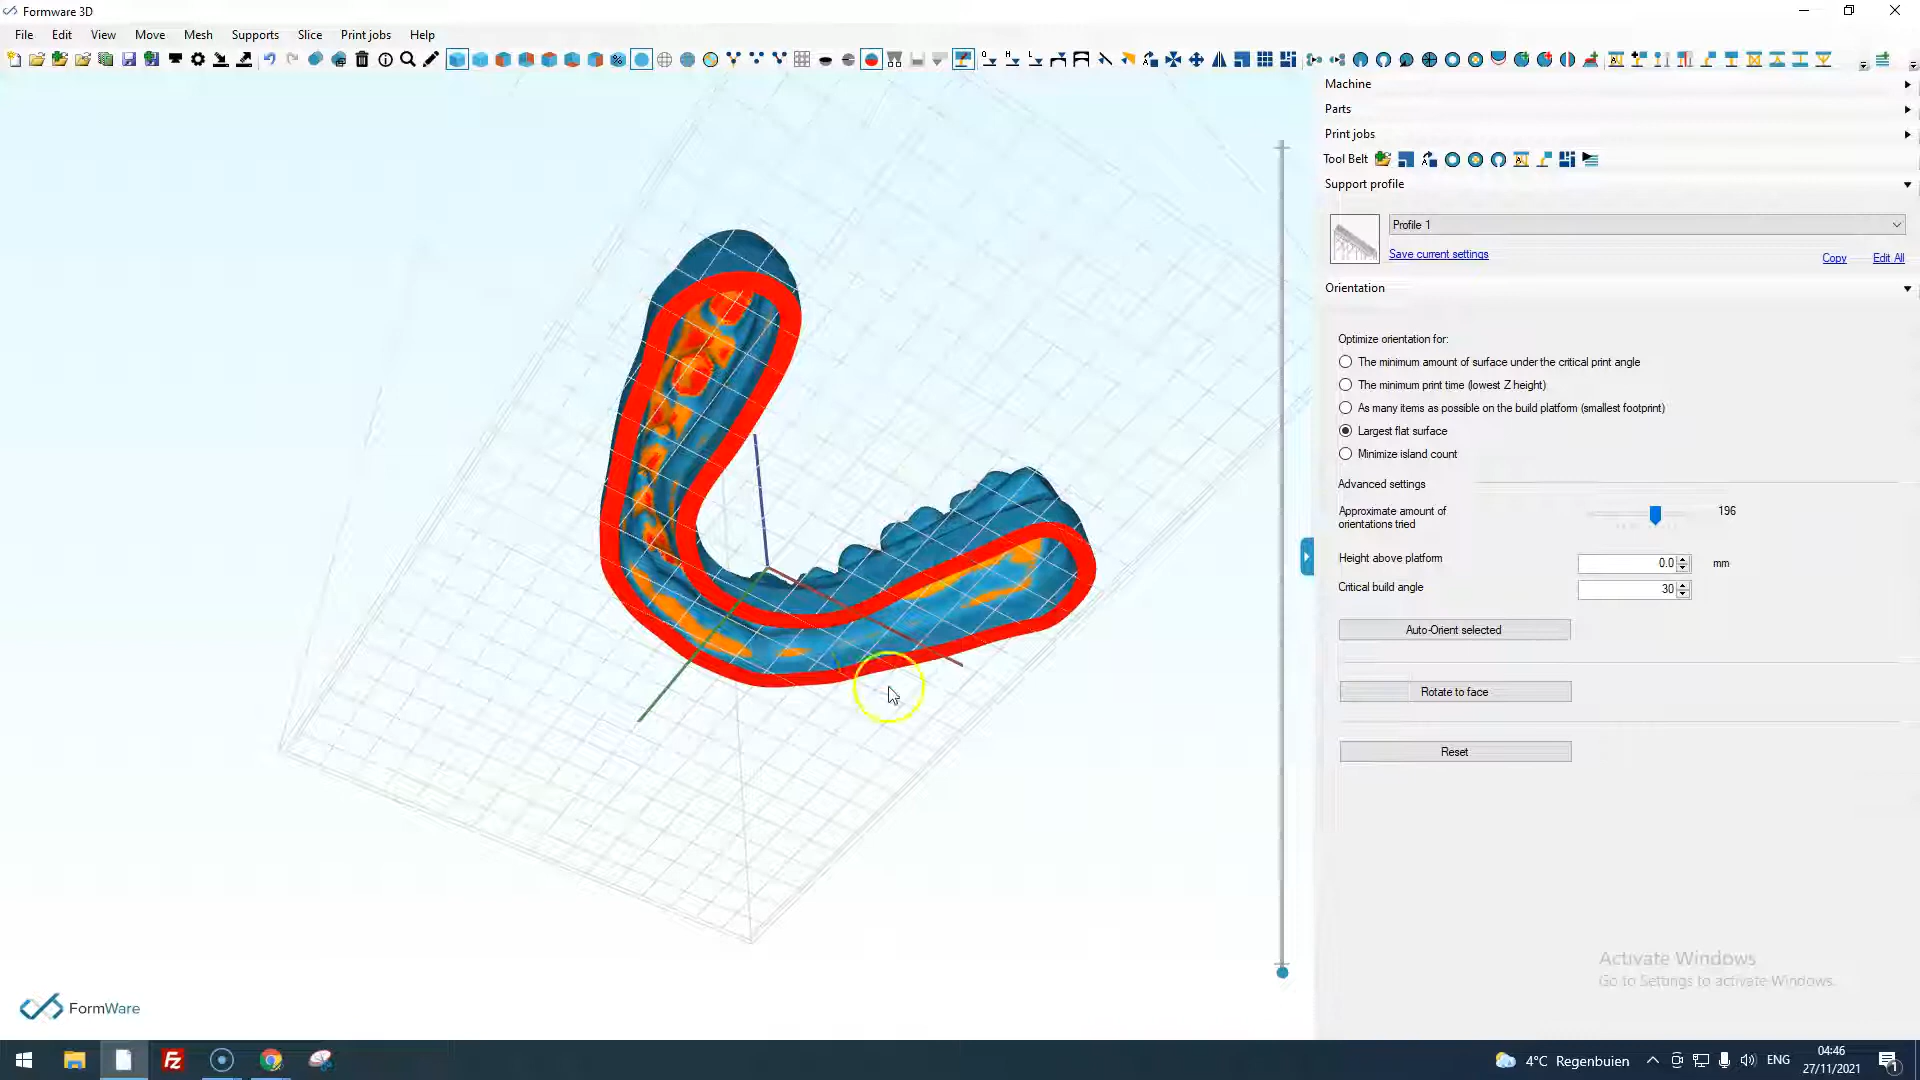 Formware 3D
File Edit View Move Mesh Supports Slice Print jobs Help
Machine
Parts
Print jobs
Tool Belt
Support profile
Profile 1
Save current settings
Copy
Edit All
Orientation
Optimize orientation for:
The minimum amount of surface under the critical print angle
The minimum print time (lowest Z height)
As many items as possible on the build platform (smallest footprint)
Largest flat surface
Minimize island count
Advanced settings
Approximate amount of
orientations tried
196
Height above platform
0.0
mm
Critical build angle
30
Auto-Orient selected
Rotate to face
Reset
Activate Windows
Go to Settings to activate Windows.
FormWare
4°C Regenbuien
ENG
04:46
27/11/2021
1